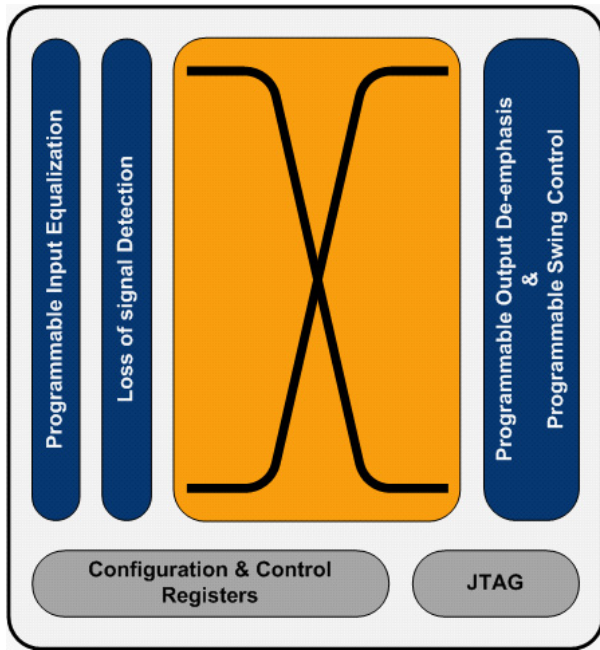 Programmable Input Equalization
Loss of signal Detection
Programmable Output De-emphasis
&
Programmable Swing Control
Configuration & Control
Registers
JTAG